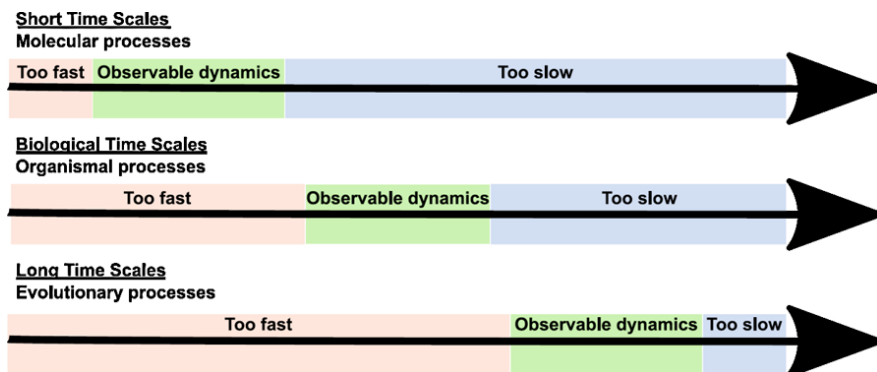 Short Time Scales
Molecular processes
Too fast Observable dynamics Too slow
Biological Time Scales
Organismal processes
Too fast Observable dynamics Too slow
Long Time Scales
Evolutionary processes
Too fast Observable dynamics Too slow